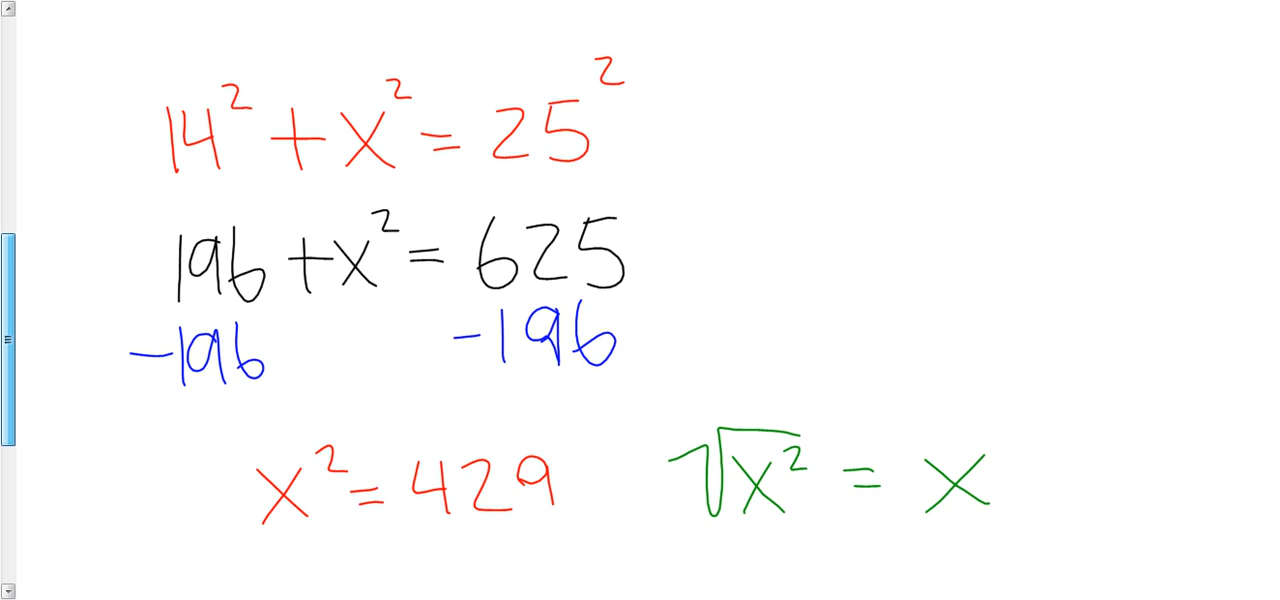 14² + x² = 25²
196 + x² = 625
-196 -196
x² = 429 √x² = x